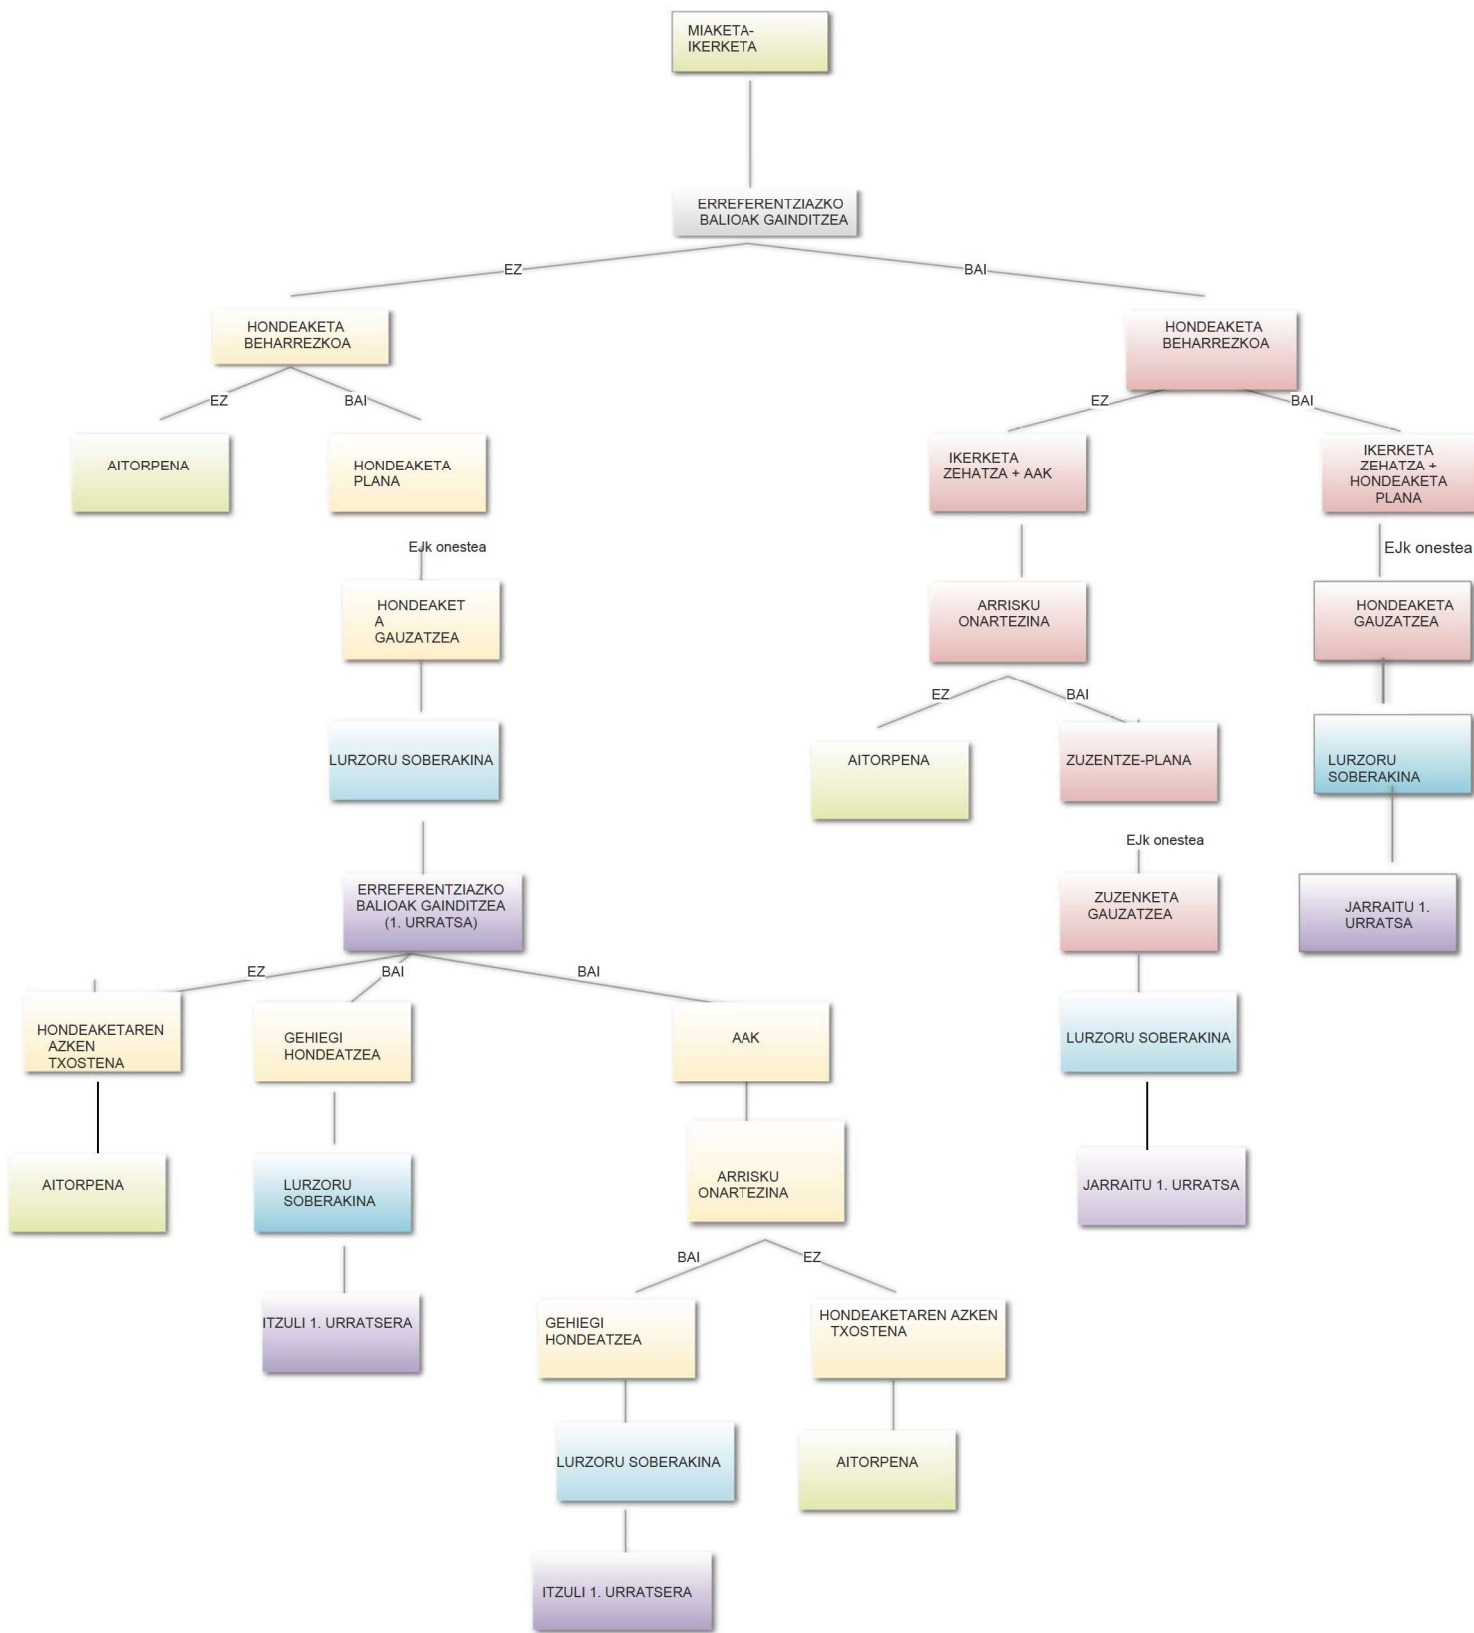 MIAKETA-
IKERKETA
ERREFERENTZIAZKO
BALIOAK GAINDITZEA
EZ
BAI
HONDEAKETA
BEHARREZKOA
HONDEAKETA
BEHARREZKOA
EZ
BAI
EZ
BAI
AITORPENA
HONDEAKETA
PLANA
IKERKETA
ZEHATZA + AAK
IKERKETA
ZEHATZA +
HONDEAKETA
PLANA
EJk onestea
EJk onestea
HONDEAKET
A
GAUZATZEA
ARRISKU
ONARTEZINA
HONDEAKETA
GAUZATZEA
EZ
BAI
LURZORU SOBERAKINA
AITORPENA
ZUZENTZE-PLANA
LURZORU
SOBERAKINA
EJk onestea
ERREFERENTZIAZKO
BALIOAK GAINDITZEA
(1. URRATSA)
ZUZENKETA
GAUZATZEA
JARRAITU 1.
URRATSA
EZ
BAI
BAI
HONDEAKETAREN
AZKEN
TXOSTENA
GEHIEGI
HONDEATZEA
AAK
LURZORU SOBERAKINA
AITORPENA
LURZORU
SOBERAKINA
ARRISKU
ONARTEZINA
JARRAITU 1. URRATSA
BAI
EZ
ITZULI 1. URRATSERA
GEHIEGI
HONDEATZEA
HONDEAKETAREN AZKEN
TXOSTENA
LURZORU SOBERAKINA
AITORPENA
ITZULI 1. URRATSERA